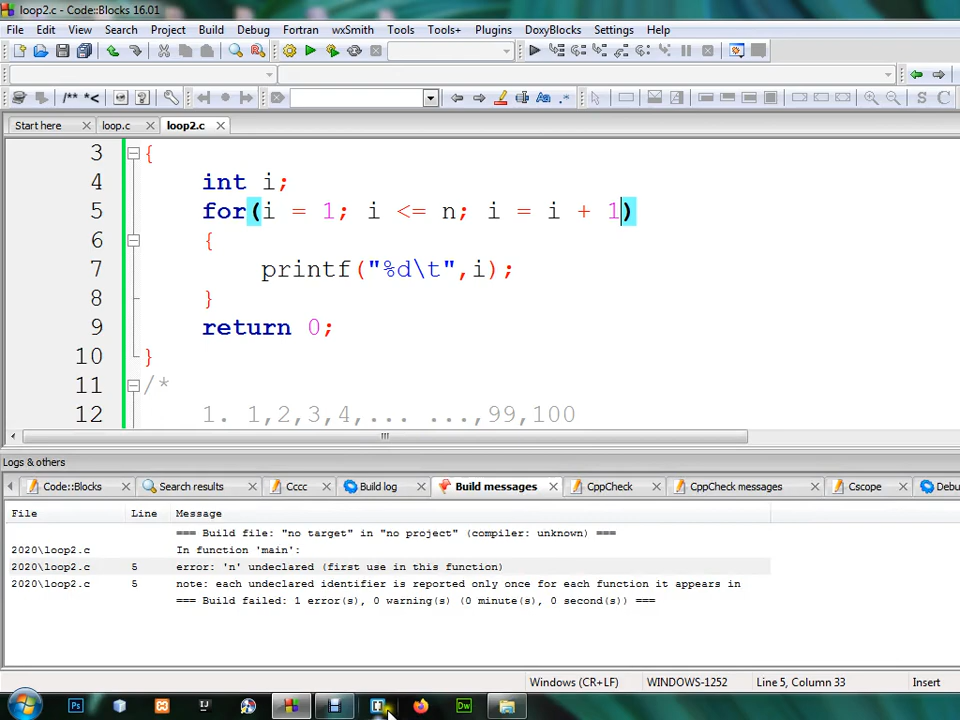 loop2.c - Code::Blocks 16.01
File Edit View Search Project Build Debug Fortran wxSmith Tools Tools+ Plugins DoxyBlocks Settings Help
/** *<
.*
S C
Start here loop.c loop2.c
3 {
4 int i;
5 for(i = 1; i <= n; i = i + 1)
6 {
7 printf("%d\t",i);
8 }
9 return 0;
10 }
11 /*
12 1. 1,2,3,4,... ...,99,100
Logs & others
Code::Blocks Search results Cccc Build log Build messages CppCheck CppCheck messages Cscope Debu
File Line Message
=== Build file: "no target" in "no project" (compiler: unknown) ===
2020\loop2.c In function 'main':
2020\loop2.c 5 error: 'n' undeclared (first use in this function)
2020\loop2.c 5 note: each undeclared identifier is reported only once for each function it appears in
=== Build failed: 1 error(s), 0 warning(s) (0 minute(s), 0 second(s)) ===
Windows (CR+LF) WINDOWS-1252 Line 5, Column 33 Insert
Ps IJ Dw